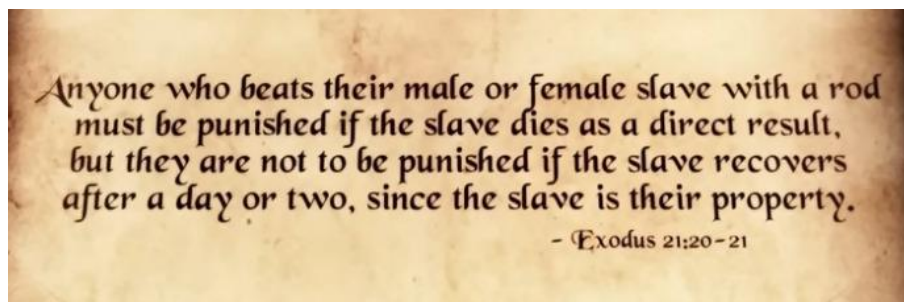 Anyone who beats their male or female slave with a rod
must be punished if the slave dies as a direct result,
but they are not to be punished if the slave recovers
after a day or two, since the slave is their property.
- Exodus 21:20-21